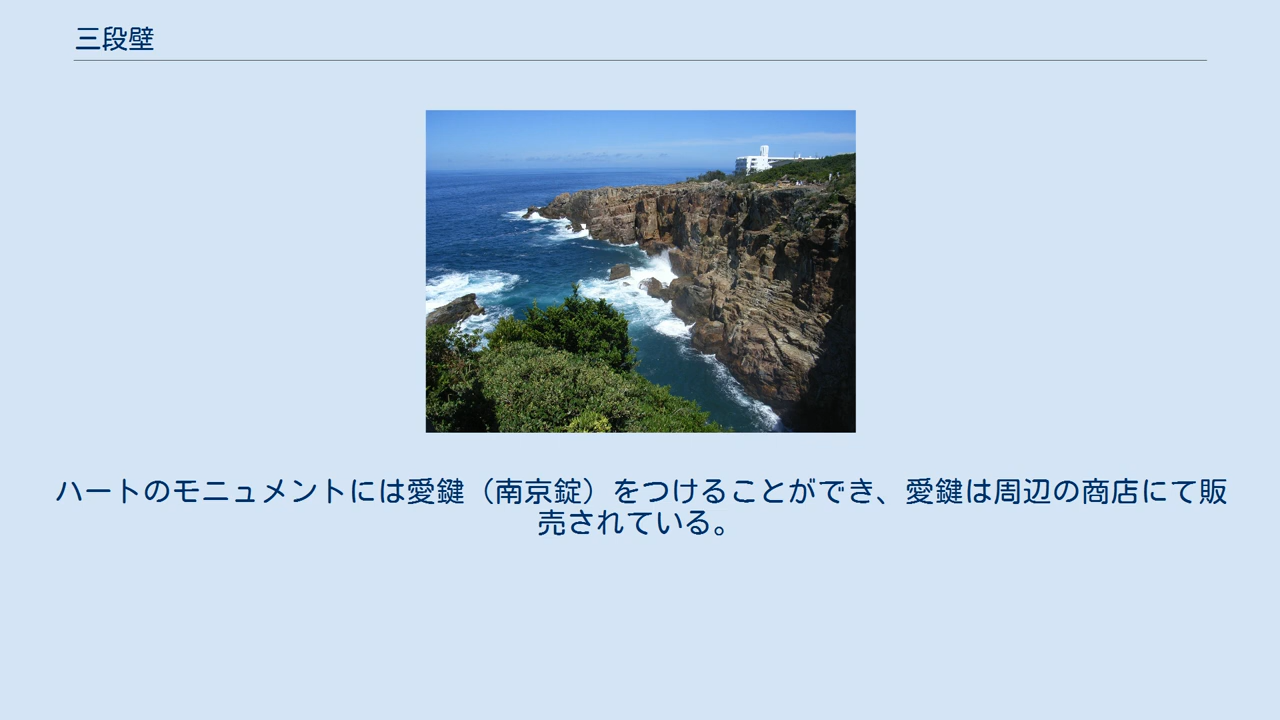 三段壁
ハートのモニュメントには愛鍵（南京錠）をつけることができ、愛鍵は周辺の商店にて販
売されている。